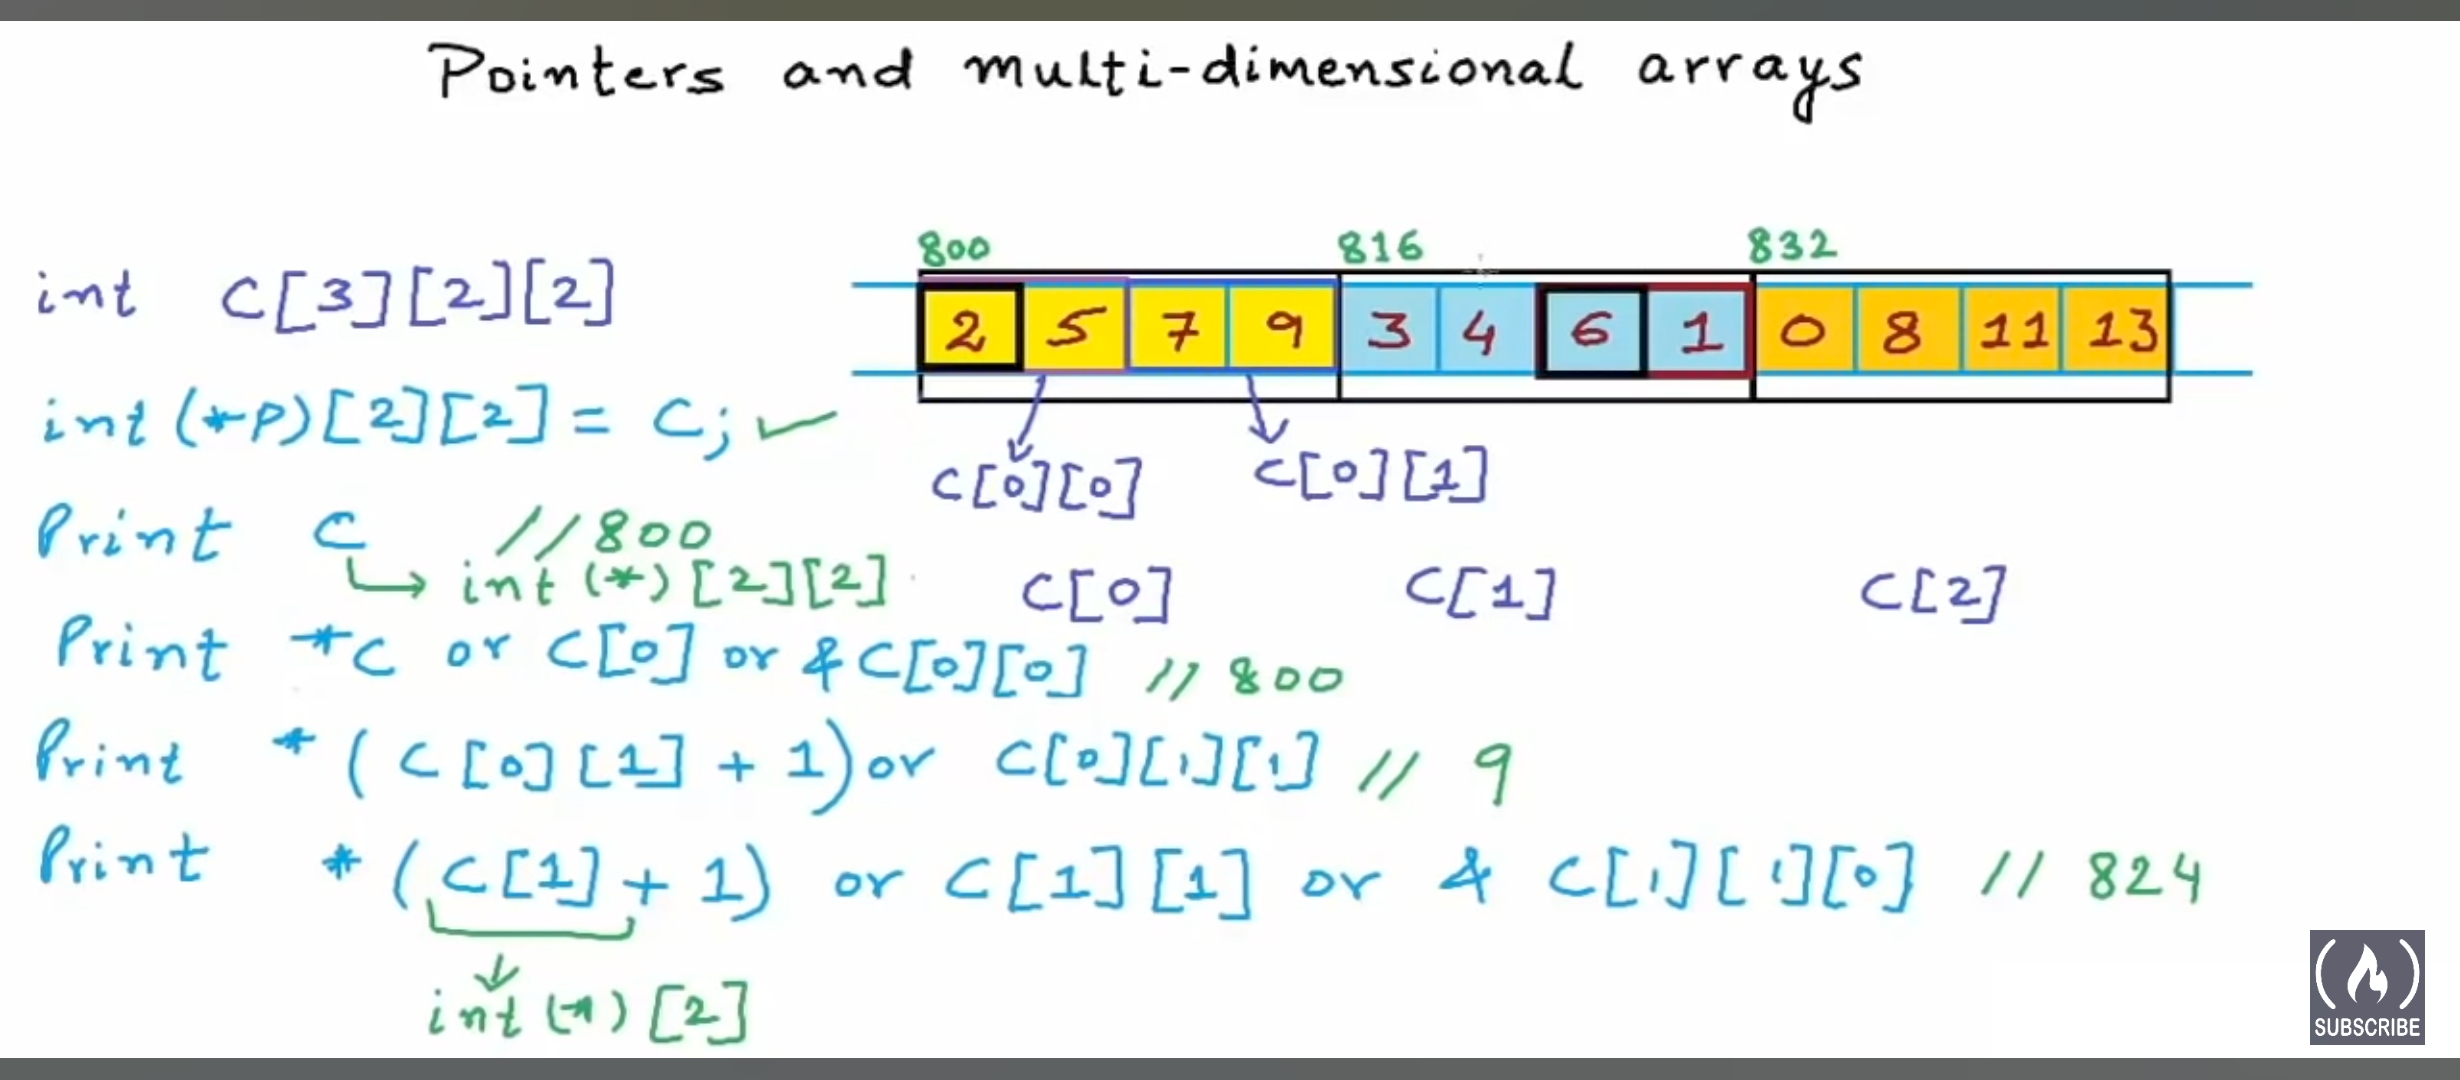 Pointers and multi-dimensional arrays
800 816 832
int C[3][2][2]
2 5 7 9 3 4 6 1 0 8 11 13
int (*P)[2][2] = C; ✓
C[0][0] C[0][1]
Print C //800
↳ int (*) [2][2]
C[0] C[1] C[2]
Print *C or C[0] or &C[0][0] // 800
Print *(C[0][1] + 1) or C[0][1][1] // 9
Print *(C[1] + 1) or C[1][1] or & C[1][1][0] // 824
int (*) [2]
SUBSCRIBE